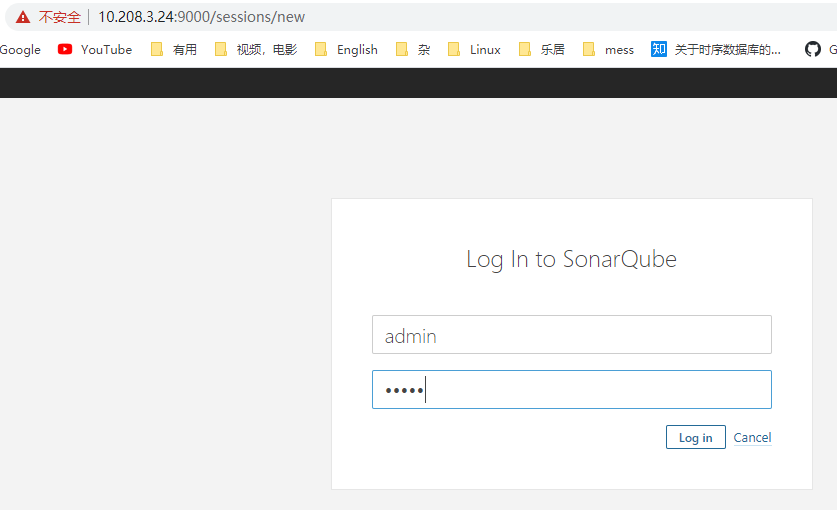 不安全 10.208.3.24:9000/sessions/new
Google YouTube 有用 视频，电影 English 杂 Linux 乐居 mess 知 关于时序数据库的... G
Log In to SonarQube
admin
•••••
Log in Cancel